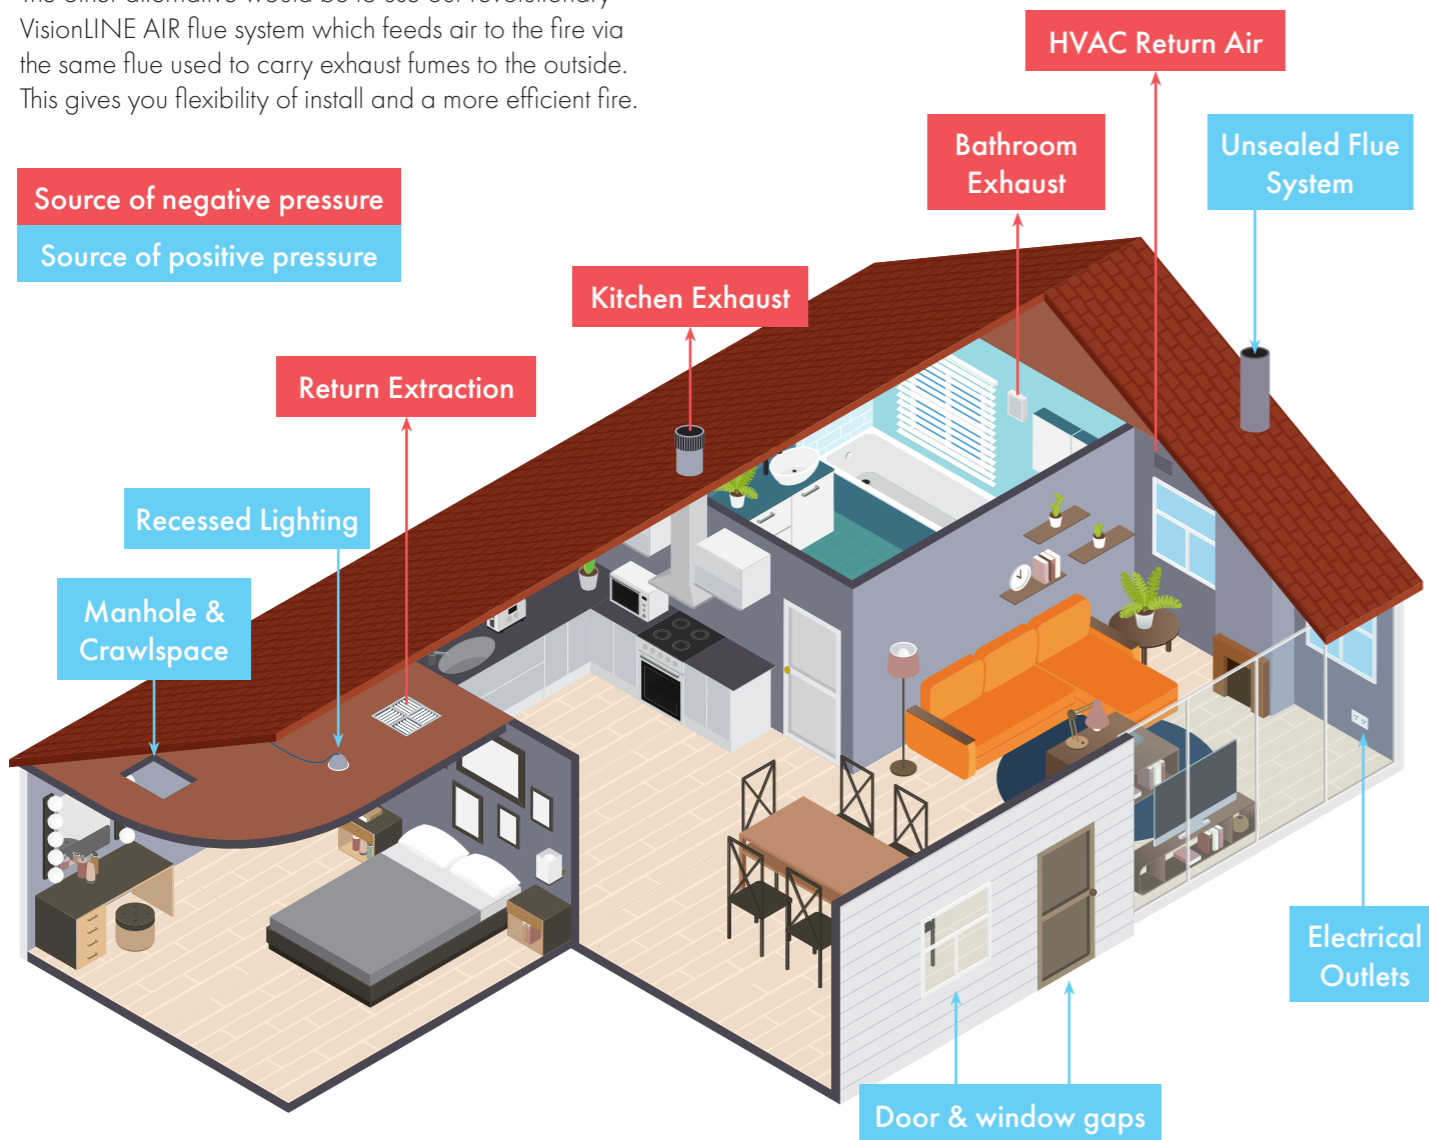 VisionLINE AIR flue system which feeds air to the fire via
the same flue used to carry exhaust fumes to the outside.
This gives you flexibility of install and a more efficient fire.
HVAC Return Air
Bathroom
Exhaust
Unsealed Flue
System
Source of negative pressure
Source of positive pressure
Kitchen Exhaust
Return Extraction
Recessed Lighting
Manhole &
Crawlspace
Electrical
Outlets
Door & window gaps